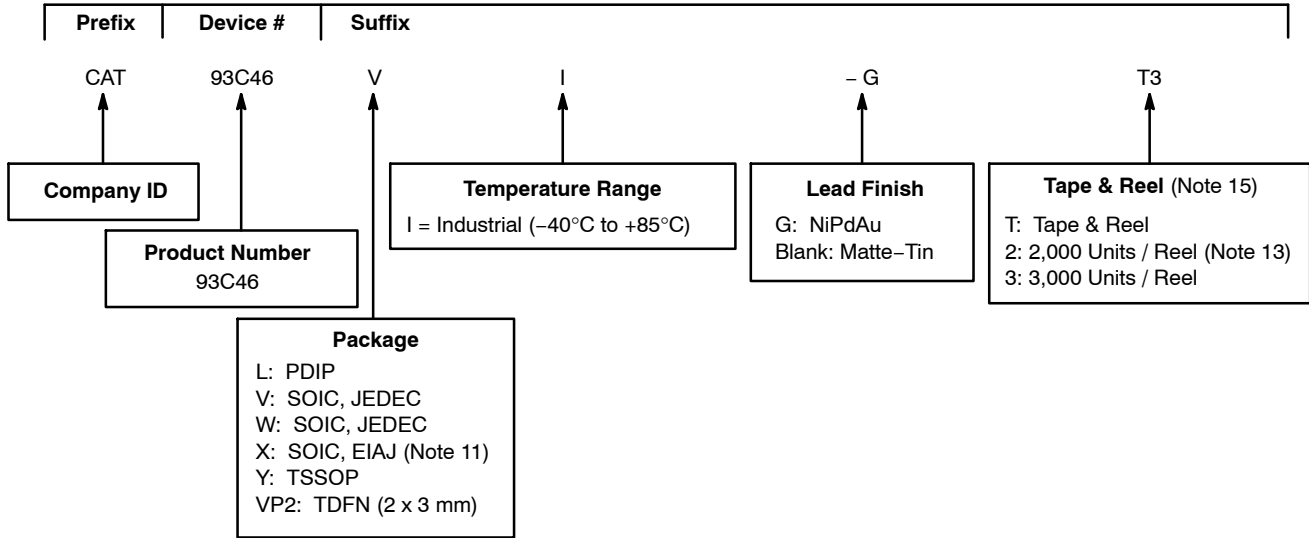 Prefix Device # Suffix
CAT 93C46 V I – G T3
Company ID
Product Number
93C46
Package
L: PDIP
V: SOIC, JEDEC
W: SOIC, JEDEC
X: SOIC, EIAJ (Note 11)
Y: TSSOP
VP2: TDFN (2 x 3 mm)
Temperature Range
I = Industrial (−40°C to +85°C)
Lead Finish
G: NiPdAu
Blank: Matte−Tin
Tape & Reel (Note 15)
T: Tape & Reel
2: 2,000 Units / Reel (Note 13)
3: 3,000 Units / Reel